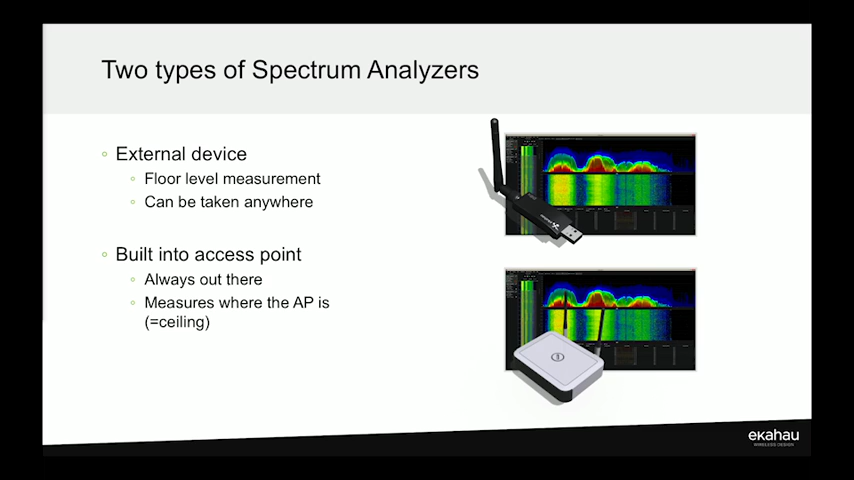 Two types of Spectrum Analyzers
◦ External device
◦ Floor level measurement
◦ Can be taken anywhere
◦ Built into access point
◦ Always out there
◦ Measures where the AP is
(=ceiling)
ekahau
WIRELESS DESIGN